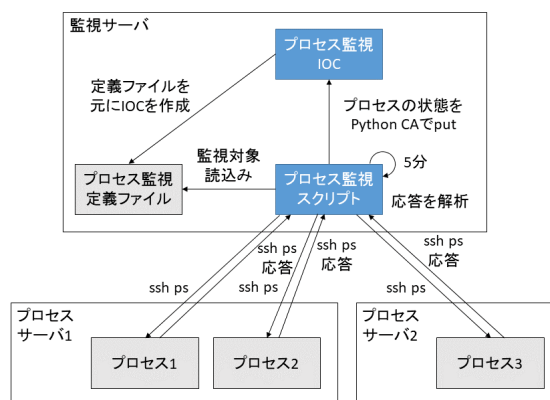 監視サーバ
プロセス監視
IOC
定義ファイルを
元にIOCを作成
プロセスの状態を
Python CAでput
監視対象
読込み
5分
プロセス監視
定義ファイル
プロセス監視
スクリプト
応答を解析
ssh ps
応答
ssh ps
応答
ssh ps
応答
ssh ps
ssh ps
ssh ps
プロセス
サーバ1
プロセス1
プロセス2
プロセス
サーバ2
プロセス3